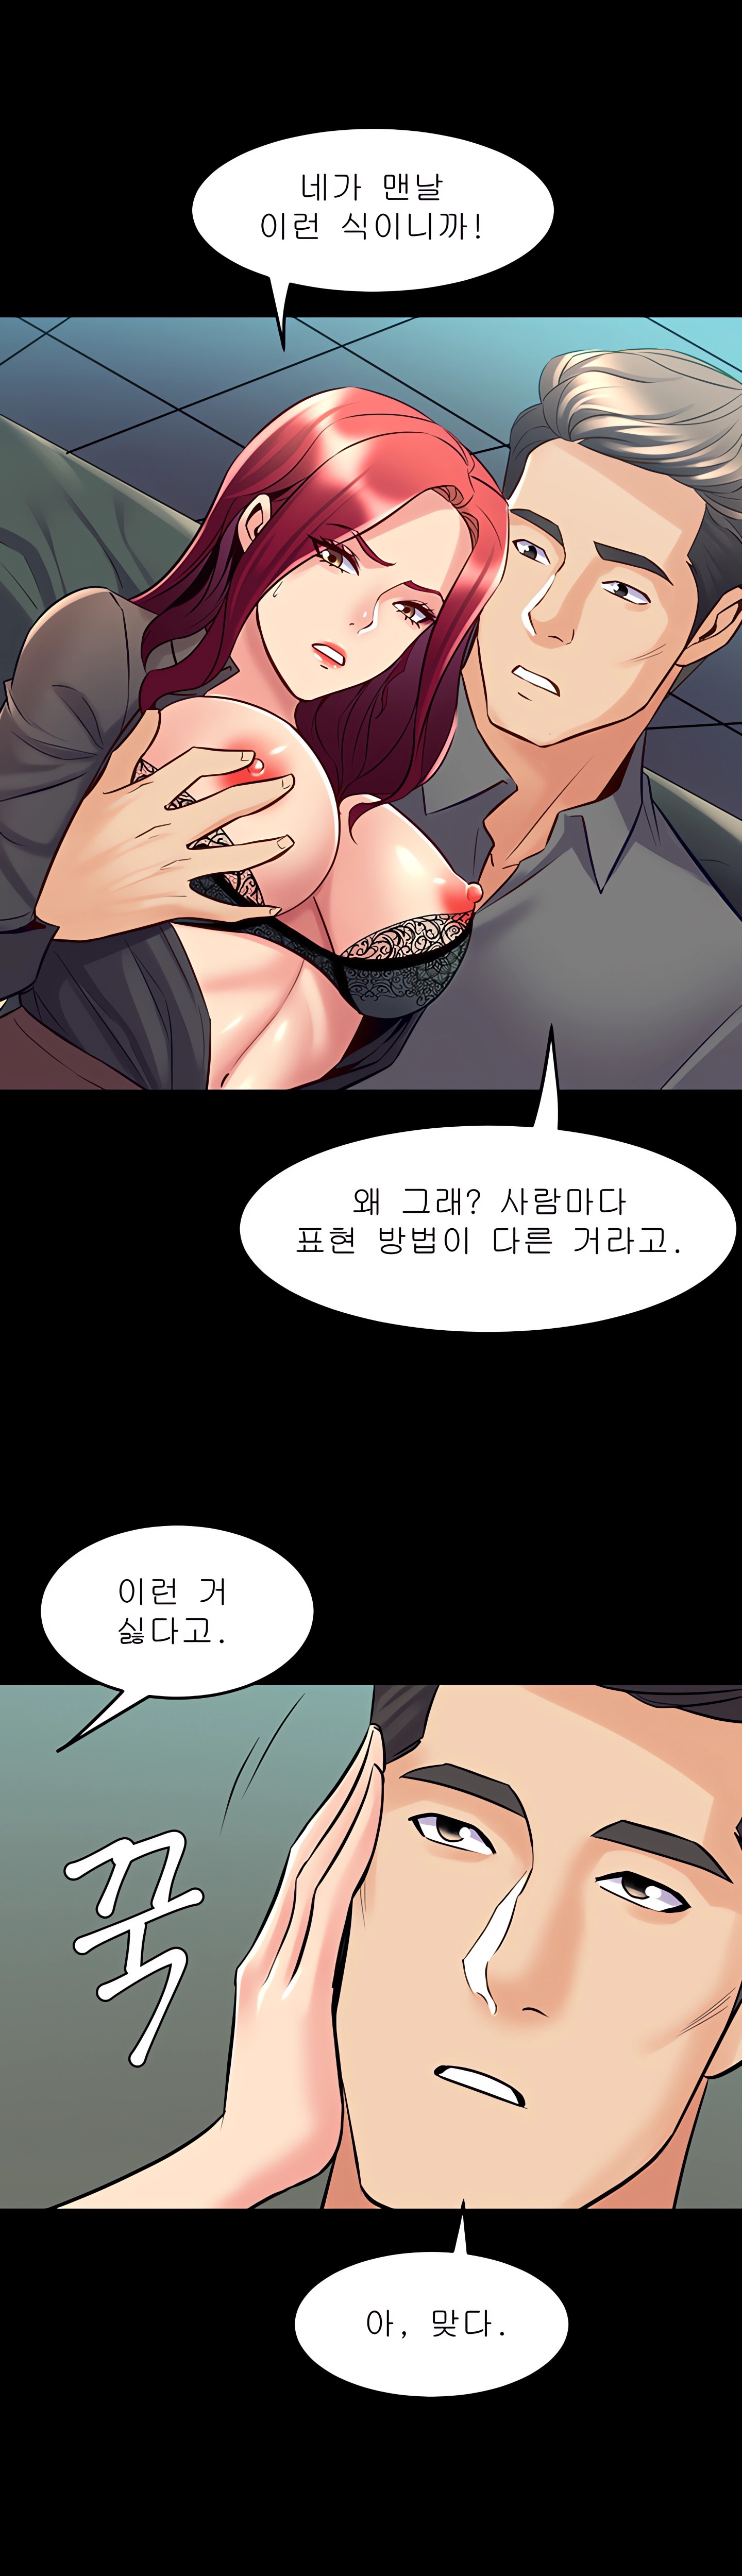 네가 맨날
이런 식이니까!
왜 그래? 사람마다
표현 방법이 다른 거라고.
이런 거
싫다고.
꾹
아, 맞다.